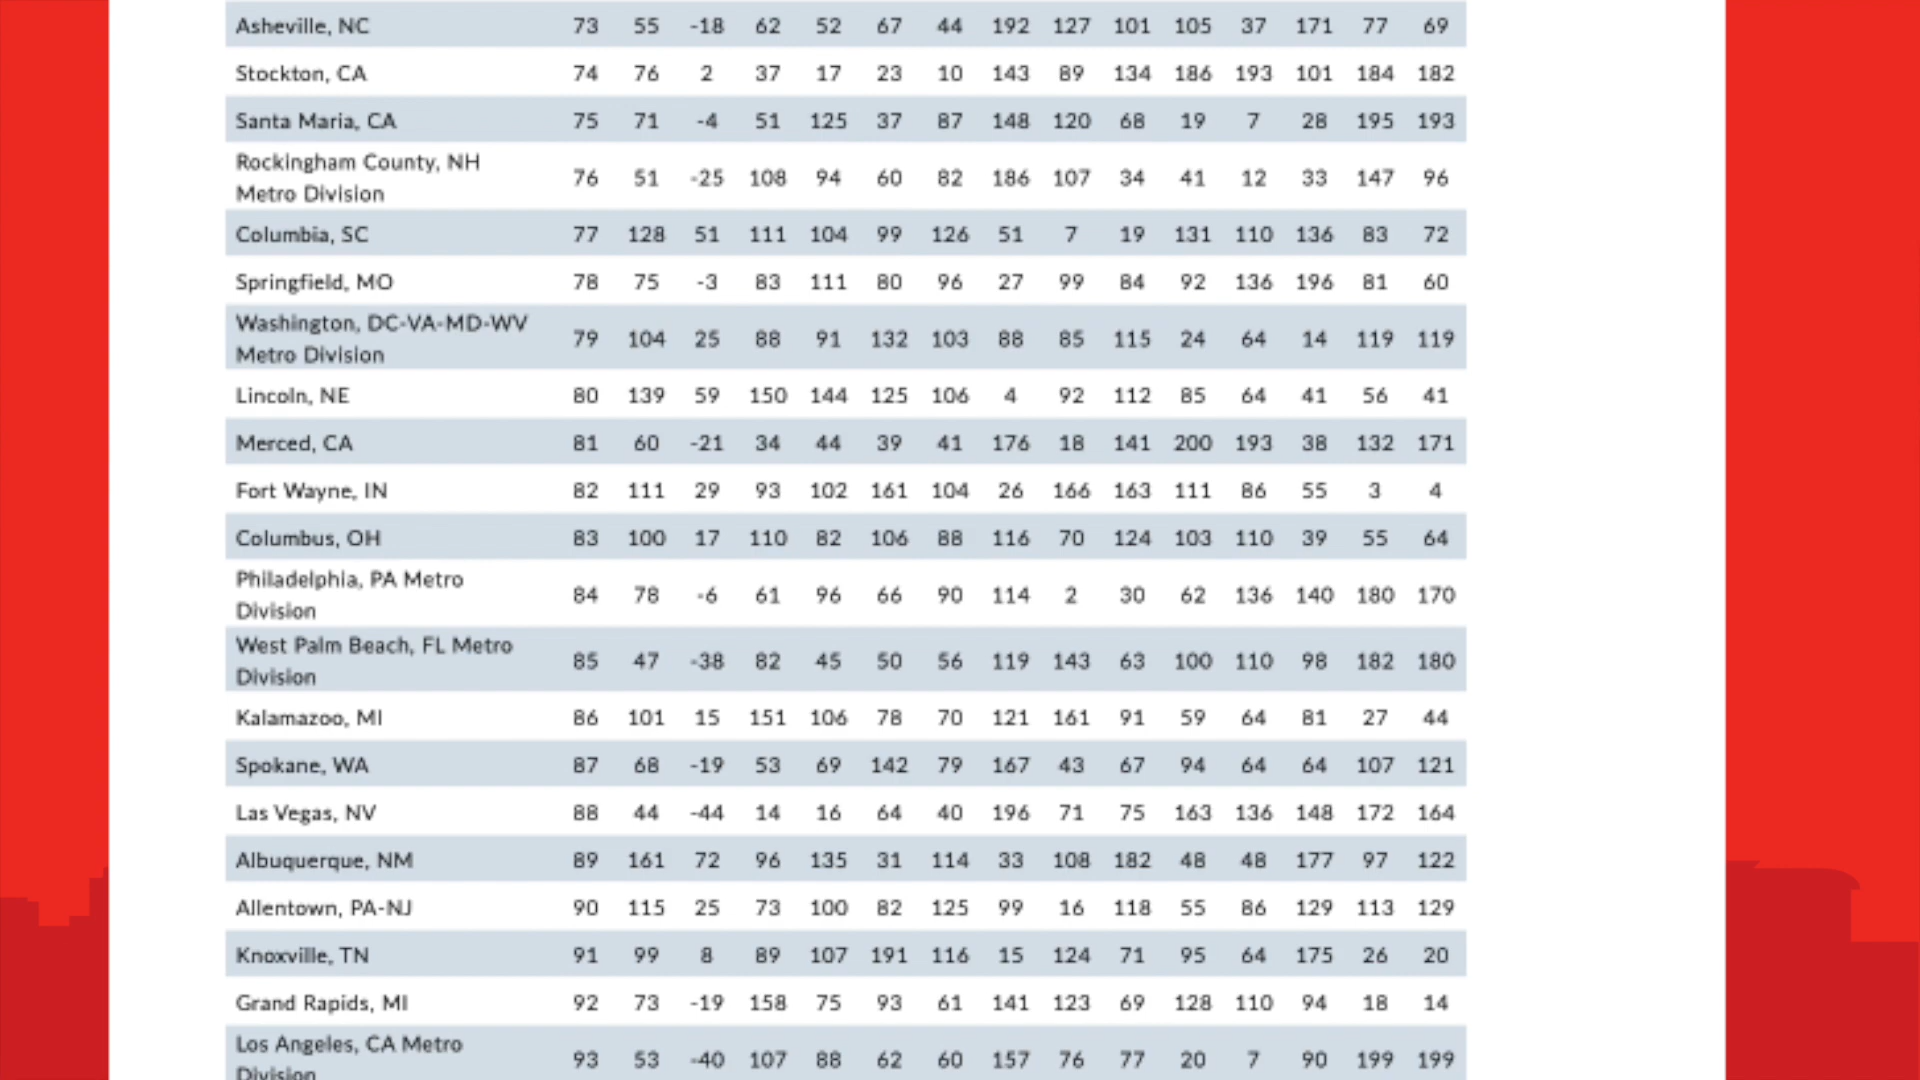 Asheville, NC 73 55 -18 62 52 67 44 192 127 101 105 37 171 77 69
Stockton, CA 74 76 2 37 17 23 10 143 89 134 186 193 101 184 182
Santa Maria, CA 75 71 -4 51 125 37 87 148 120 68 19 7 28 195 193
Rockingham County, NH
Metro Division 76 51 -25 108 94 60 82 186 107 34 41 12 33 147 96
Columbia, SC 77 128 51 111 104 99 126 51 7 19 131 110 136 83 72
Springfield, MO 78 75 -3 83 111 80 96 27 99 84 92 136 196 81 60
Washington, DC-VA-MD-WV
Metro Division 79 104 25 88 91 132 103 88 85 115 24 64 14 119 119
Lincoln, NE 80 139 59 150 144 125 106 4 92 112 85 64 41 56 41
Merced, CA 81 60 -21 34 44 39 41 176 18 141 200 193 38 132 171
Fort Wayne, IN 82 111 29 93 102 161 104 26 166 163 111 86 55 3 4
Columbus, OH 83 100 17 110 82 106 88 116 70 124 103 110 39 55 64
Philadelphia, PA Metro
Division 84 78 -6 61 96 66 90 114 2 30 62 136 140 180 170
West Palm Beach, FL Metro
Division 85 47 -38 82 45 50 56 119 143 63 100 110 98 182 180
Kalamazoo, MI 86 101 15 151 106 78 70 121 161 91 59 64 81 27 44
Spokane, WA 87 68 -19 53 69 142 79 167 43 67 94 64 64 107 121
Las Vegas, NV 88 44 -44 14 16 64 40 196 71 75 163 136 148 172 164
Albuquerque, NM 89 161 72 96 135 31 114 33 108 182 48 48 177 97 122
Allentown, PA-NJ 90 115 25 73 100 82 125 99 16 118 55 86 129 113 129
Knoxville, TN 91 99 8 89 107 191 116 15 124 71 95 64 175 26 20
Grand Rapids, MI 92 73 -19 158 75 93 61 141 123 69 128 110 94 18 14
Los Angeles, CA Metro
Division 93 53 -40 107 88 62 60 157 76 77 20 7 90 199 199